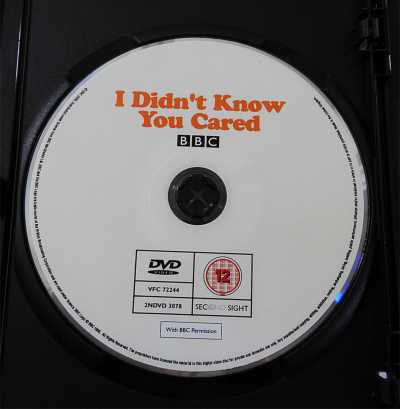 I Didn't Know
You Cared
BBC
DVD
VIDEO
12
VFC 72244
2NDVD 3078
SECOND SIGHT
With BBC Permission